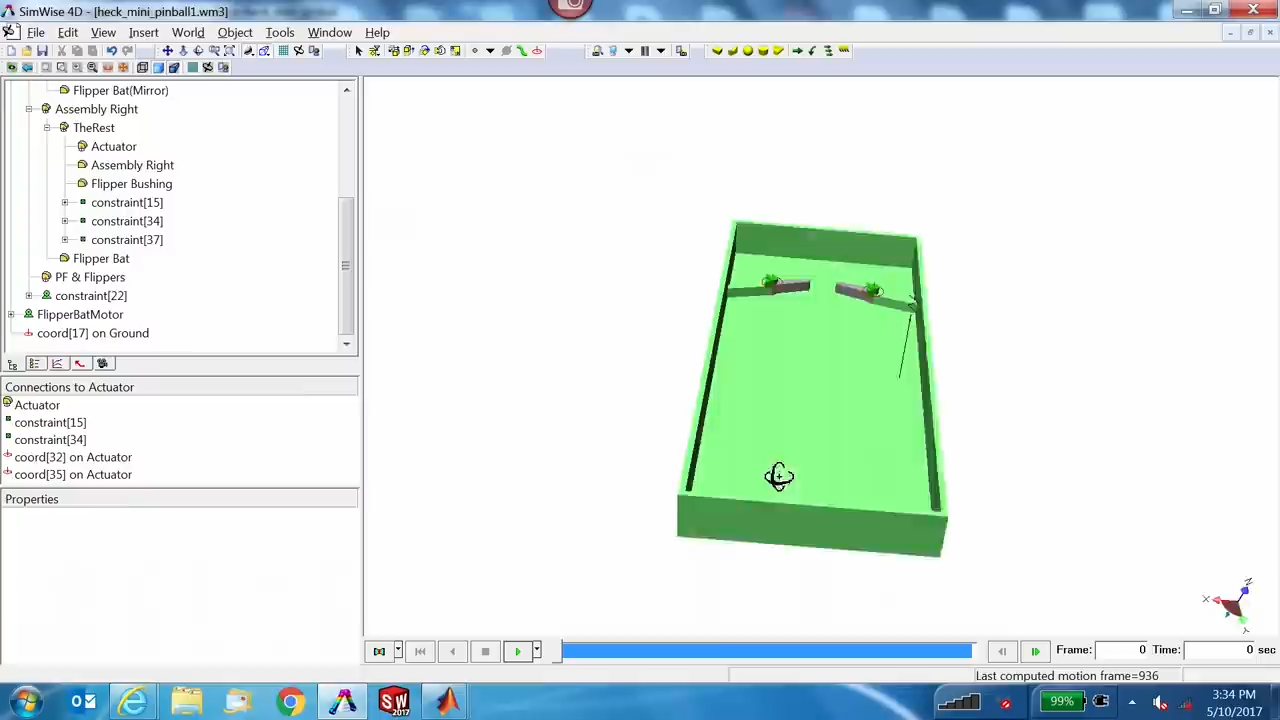 SimWise 4D - [heck_mini_pinball1.wm3]
File Edit View Insert World Object Tools Window Help
Flipper Bat(Mirror)
Assembly Right
TheRest
Actuator
Assembly Right
Flipper Bushing
constraint[15]
constraint[34]
constraint[37]
Flipper Bat
PF & Flippers
constraint[22]
FlipperBatMotor
coord[17] on Ground
Connections to Actuator
Actuator
constraint[15]
constraint[34]
coord[32] on Actuator
coord[35] on Actuator
Properties
Z
X
Y
Frame: 0 Time: 0 sec
Last computed motion frame=936
SW
2017
99%
3:34 PM
5/10/2017